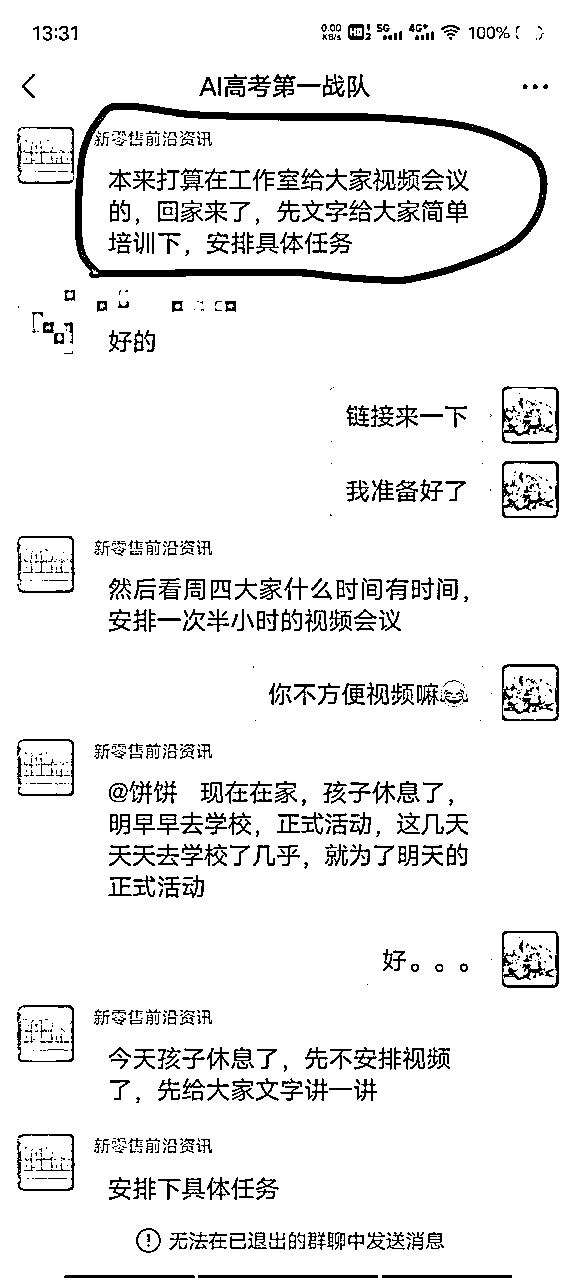 13:31
0.00 KB/s HD 1 2 5G 4G+ 100%
AI高考第一战队
新零售前沿资讯
本来打算在工作室给大家视频会议
的，回家来了，先文字给大家简单
培训下，安排具体任务
好的
链接来一下
我准备好了
新零售前沿资讯
然后看周四大家什么时间有时间，
安排一次半小时的视频会议
你不方便视频嘛😂
新零售前沿资讯
@饼饼 现在在家，孩子休息了，
明早早去学校，正式活动，这几天
天天去学校了几乎，就为了明天的
正式活动
好。。。
新零售前沿资讯
今天孩子休息了，先不安排视频
了，先给大家文字讲一讲
新零售前沿资讯
安排下具体任务
无法在已退出的群聊中发送消息